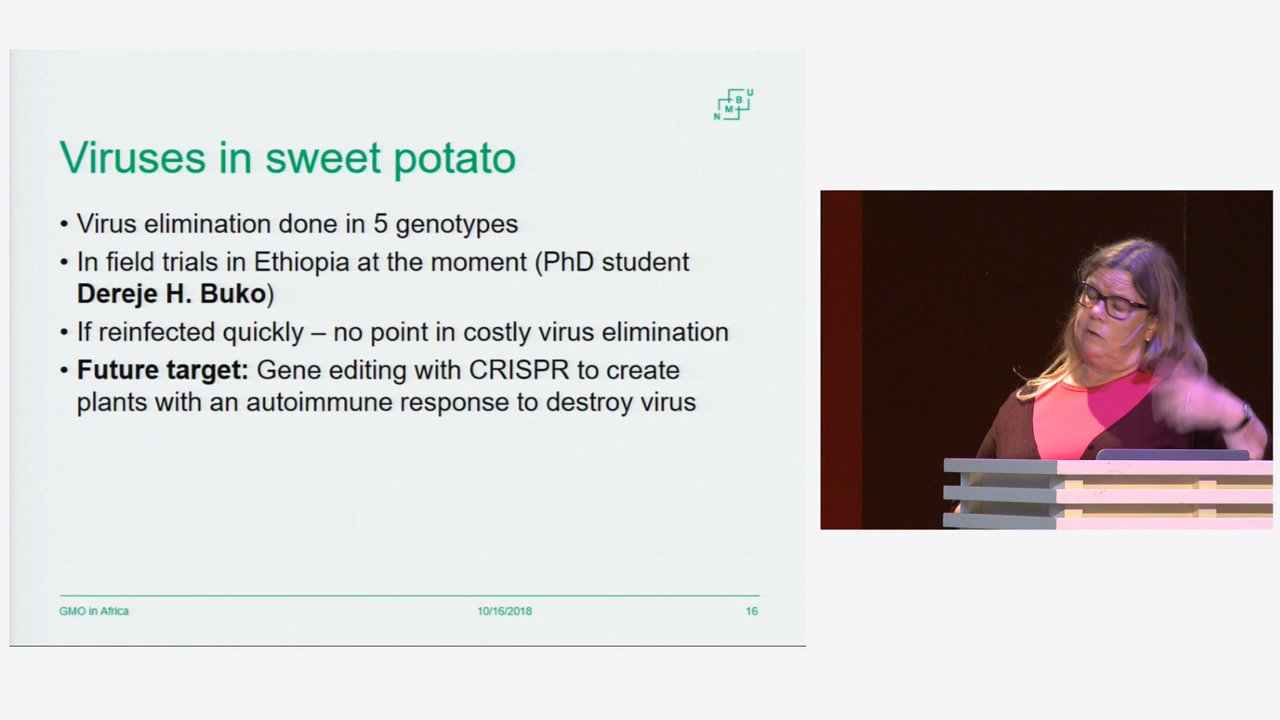 N M B U
Viruses in sweet potato
• Virus elimination done in 5 genotypes
• In field trials in Ethiopia at the moment (PhD student
Dereje H. Buko)
• If reinfected quickly – no point in costly virus elimination
• Future target: Gene editing with CRISPR to create
plants with an autoimmune response to destroy virus
GMO in Africa
10/16/2018
16